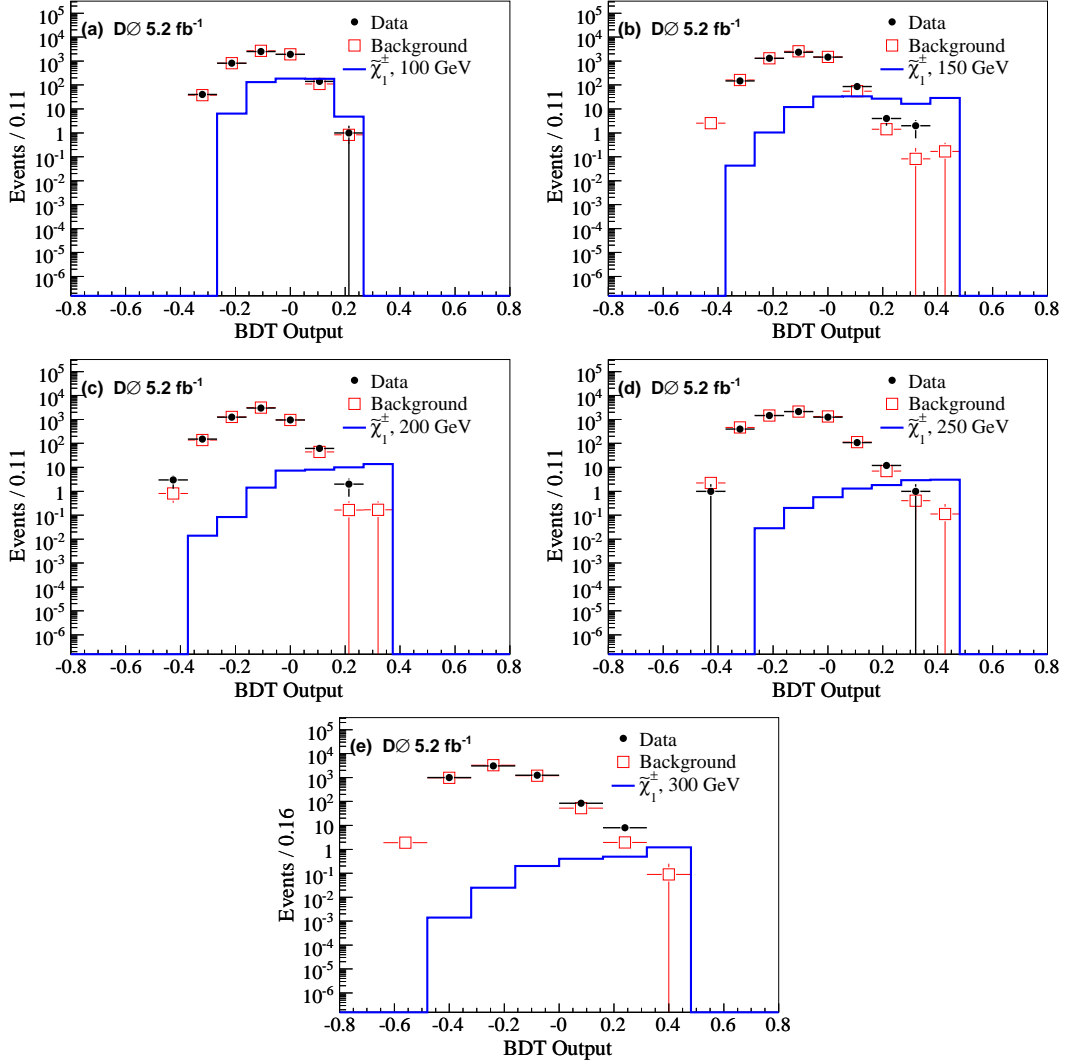 (a) DØ 5.2 fb⁻¹
Data
Background
χ̃₁±, 100 GeV
Events / 0.11
10⁵
10⁴
10³
10²
10
1
10⁻¹
10⁻²
10⁻³
10⁻⁴
10⁻⁵
10⁻⁶
-0.8 -0.6 -0.4 -0.2 -0 0.2 0.4 0.6 0.8
BDT Output
(b) DØ 5.2 fb⁻¹
Data
Background
χ̃₁±, 150 GeV
Events / 0.11
10⁵
10⁴
10³
10²
10
1
10⁻¹
10⁻²
10⁻³
10⁻⁴
10⁻⁵
10⁻⁶
-0.8 -0.6 -0.4 -0.2 -0 0.2 0.4 0.6 0.8
BDT Output
(c) DØ 5.2 fb⁻¹
Data
Background
χ̃₁±, 200 GeV
Events / 0.11
10⁵
10⁴
10³
10²
10
1
10⁻¹
10⁻²
10⁻³
10⁻⁴
10⁻⁵
10⁻⁶
-0.8 -0.6 -0.4 -0.2 -0 0.2 0.4 0.6 0.8
BDT Output
(d) DØ 5.2 fb⁻¹
Data
Background
χ̃₁±, 250 GeV
Events / 0.11
10⁵
10⁴
10³
10²
10
1
10⁻¹
10⁻²
10⁻³
10⁻⁴
10⁻⁵
10⁻⁶
-0.8 -0.6 -0.4 -0.2 -0 0.2 0.4 0.6 0.8
BDT Output
(e) DØ 5.2 fb⁻¹
Data
Background
χ̃₁±, 300 GeV
Events / 0.16
10⁵
10⁴
10³
10²
10
1
10⁻¹
10⁻²
10⁻³
10⁻⁴
10⁻⁵
10⁻⁶
-0.8 -0.6 -0.4 -0.2 -0 0.2 0.4 0.6 0.8
BDT Output